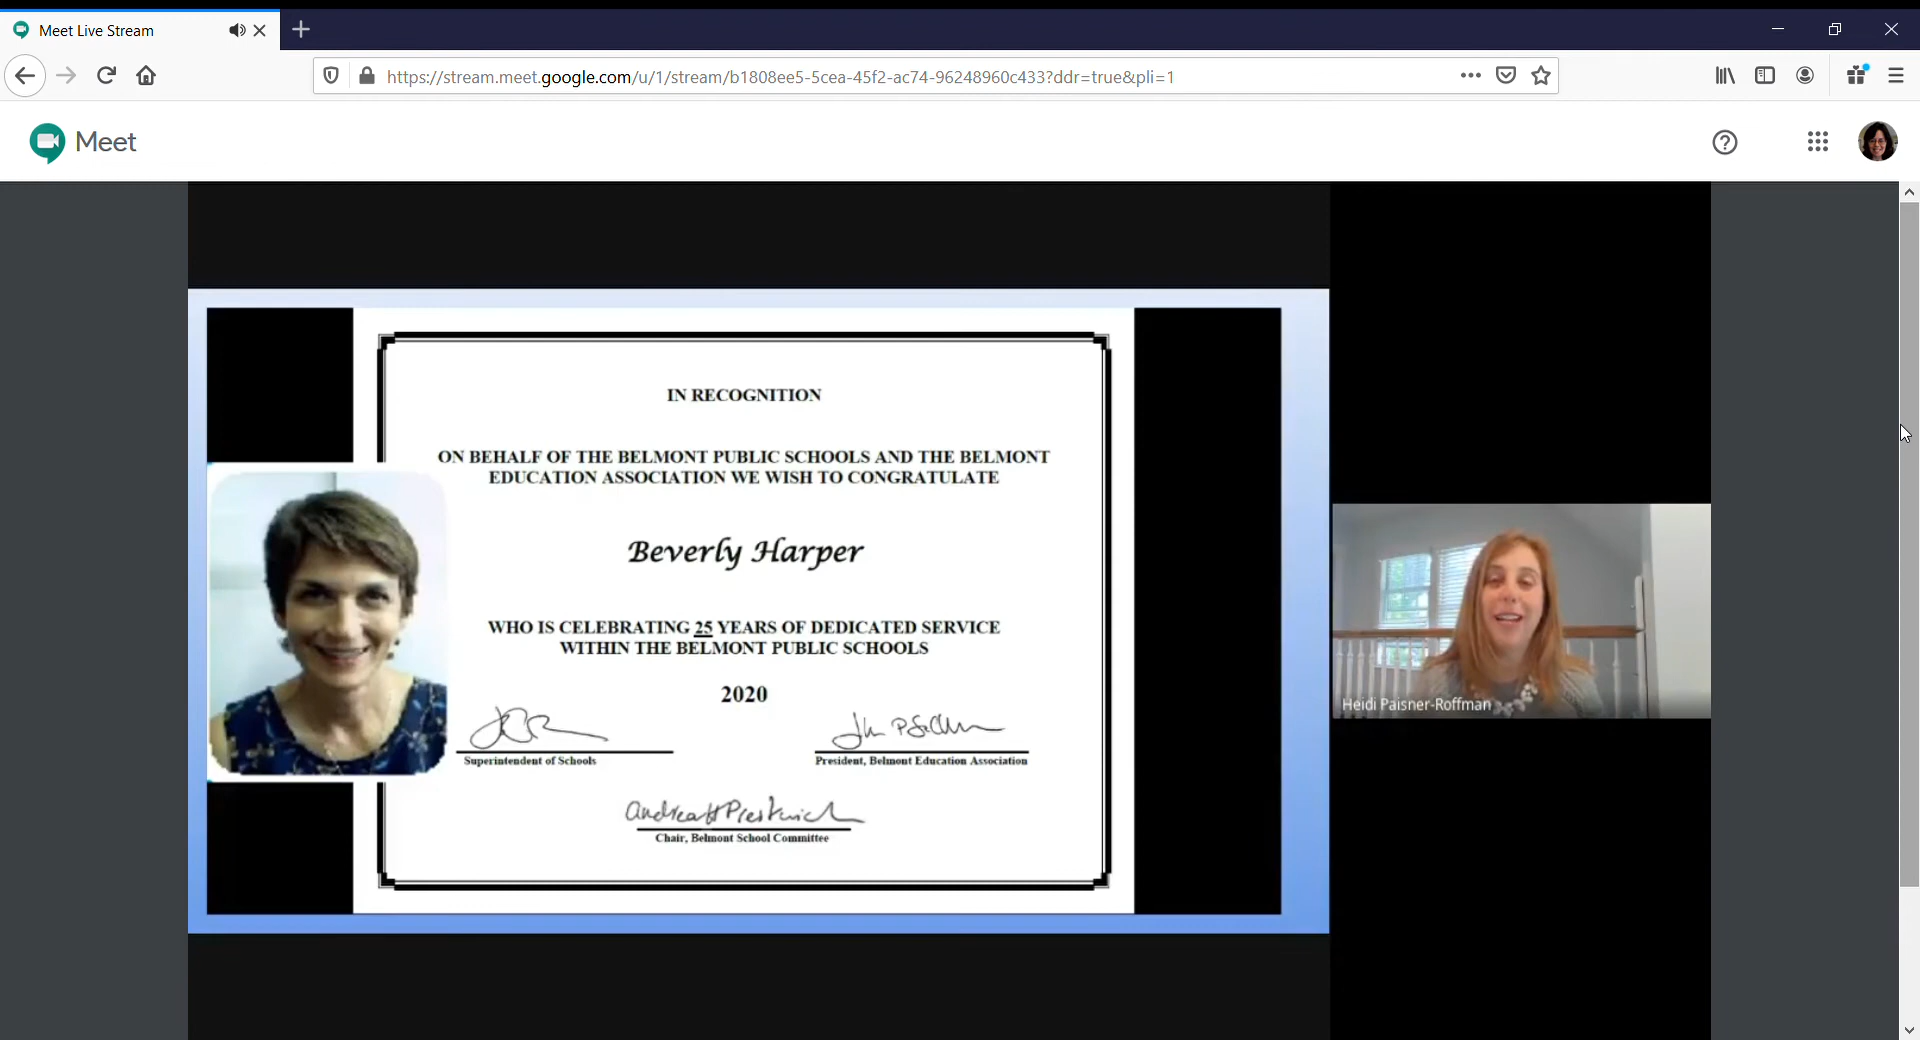 Meet Live Stream
https://stream.meet.google.com/u/1/stream/b1808ee5-5cea-45f2-ac74-96248960c433?ddr=true&pli=1
Meet
IN RECOGNITION
ON BEHALF OF THE BELMONT PUBLIC SCHOOLS AND THE BELMONT
EDUCATION ASSOCIATION WE WISH TO CONGRATULATE
Beverly Harper
WHO IS CELEBRATING 25 YEARS OF DEDICATED SERVICE
WITHIN THE BELMONT PUBLIC SCHOOLS
2020
Superintendent of Schools
President, Belmont Education Association
Chair, Belmont School Committee
Heidi Paisner-Roffman